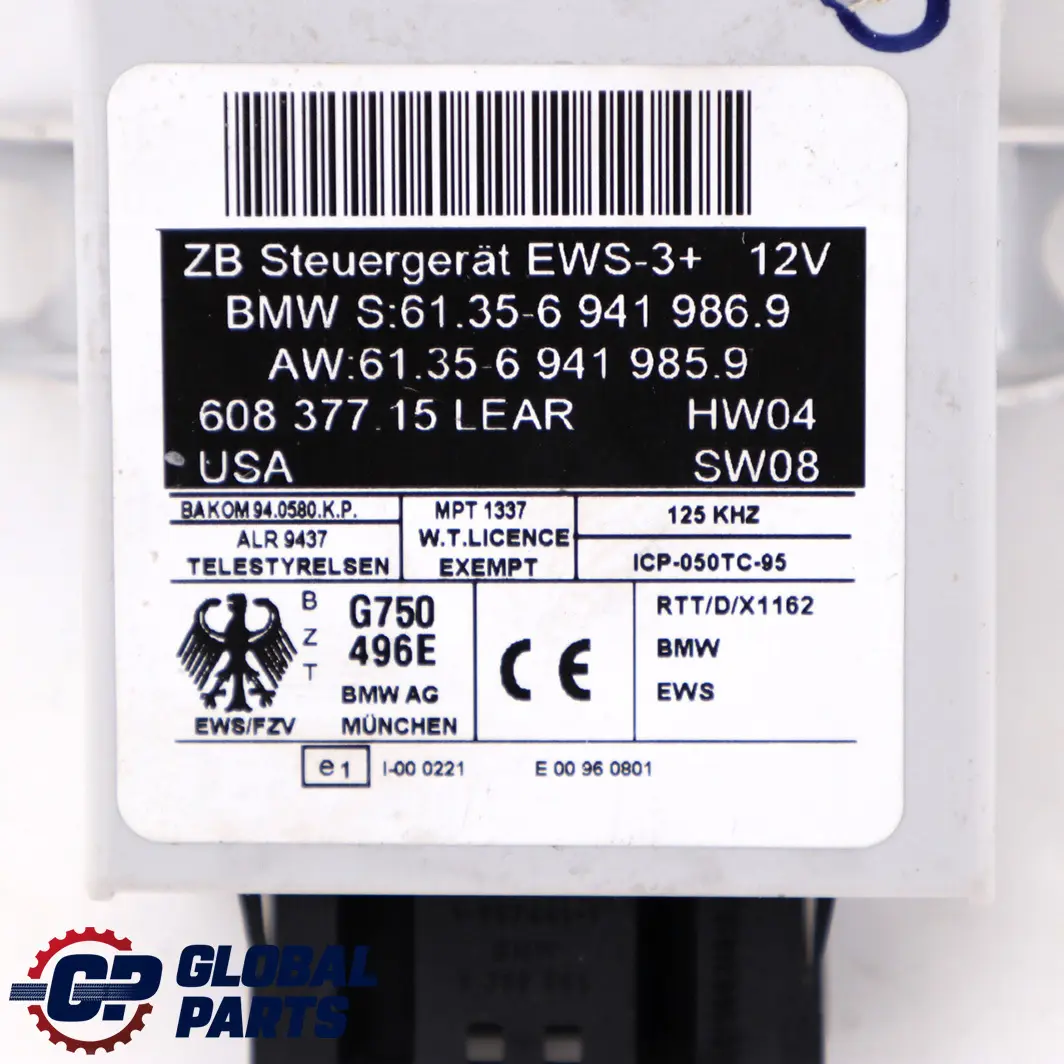 ZB Steuergerät EWS-3+ 12V
BMW S:61.35-6 941 986.9
AW:61.35-6 941 985.9
608 377.15 LEAR HW04
USA SW08
BAKOM 94.0580.K.P.
ALR 9437
TELESTYRELSEN
MPT 1337
W.T.LICENCE
EXEMPT
125 KHZ
ICP-050TC-95
BZT
G750
496E
BMW AG
EWS/FZV MÜNCHEN
CE
RTT/D/X1162
BMW
EWS
e1 I-00 0221 E 00 96 0801
GP GLOBAL
PARTS